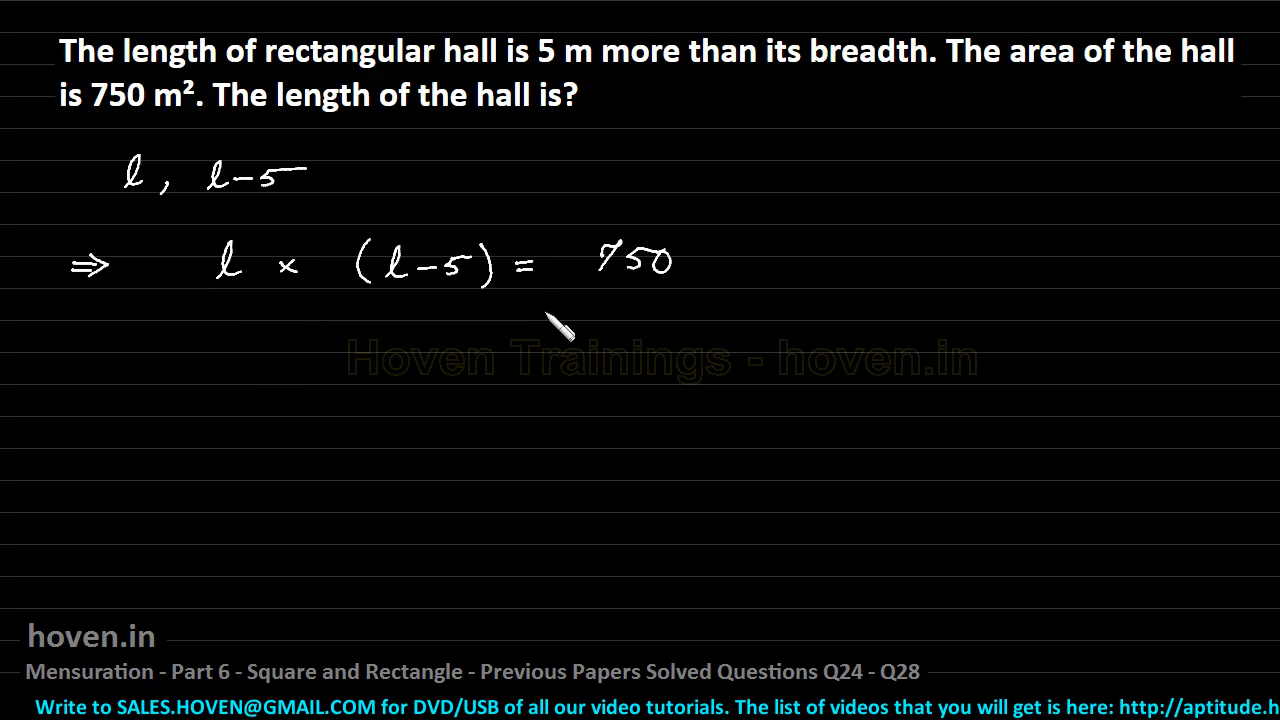 The length of rectangular hall is 5 m more than its breadth. The area of the hall
is 750 m². The length of the hall is?
l, l-5
⇒ l × (l-5) = 750
Hoven Trainings - hoven.in
hoven.in
Mensuration - Part 6 - Square and Rectangle - Previous Papers Solved Questions Q24 - Q28
Write to SALES.HOVEN@GMAIL.COM for DVD/USB of all our video tutorials. The list of videos that you will get is here: http://aptitude.h